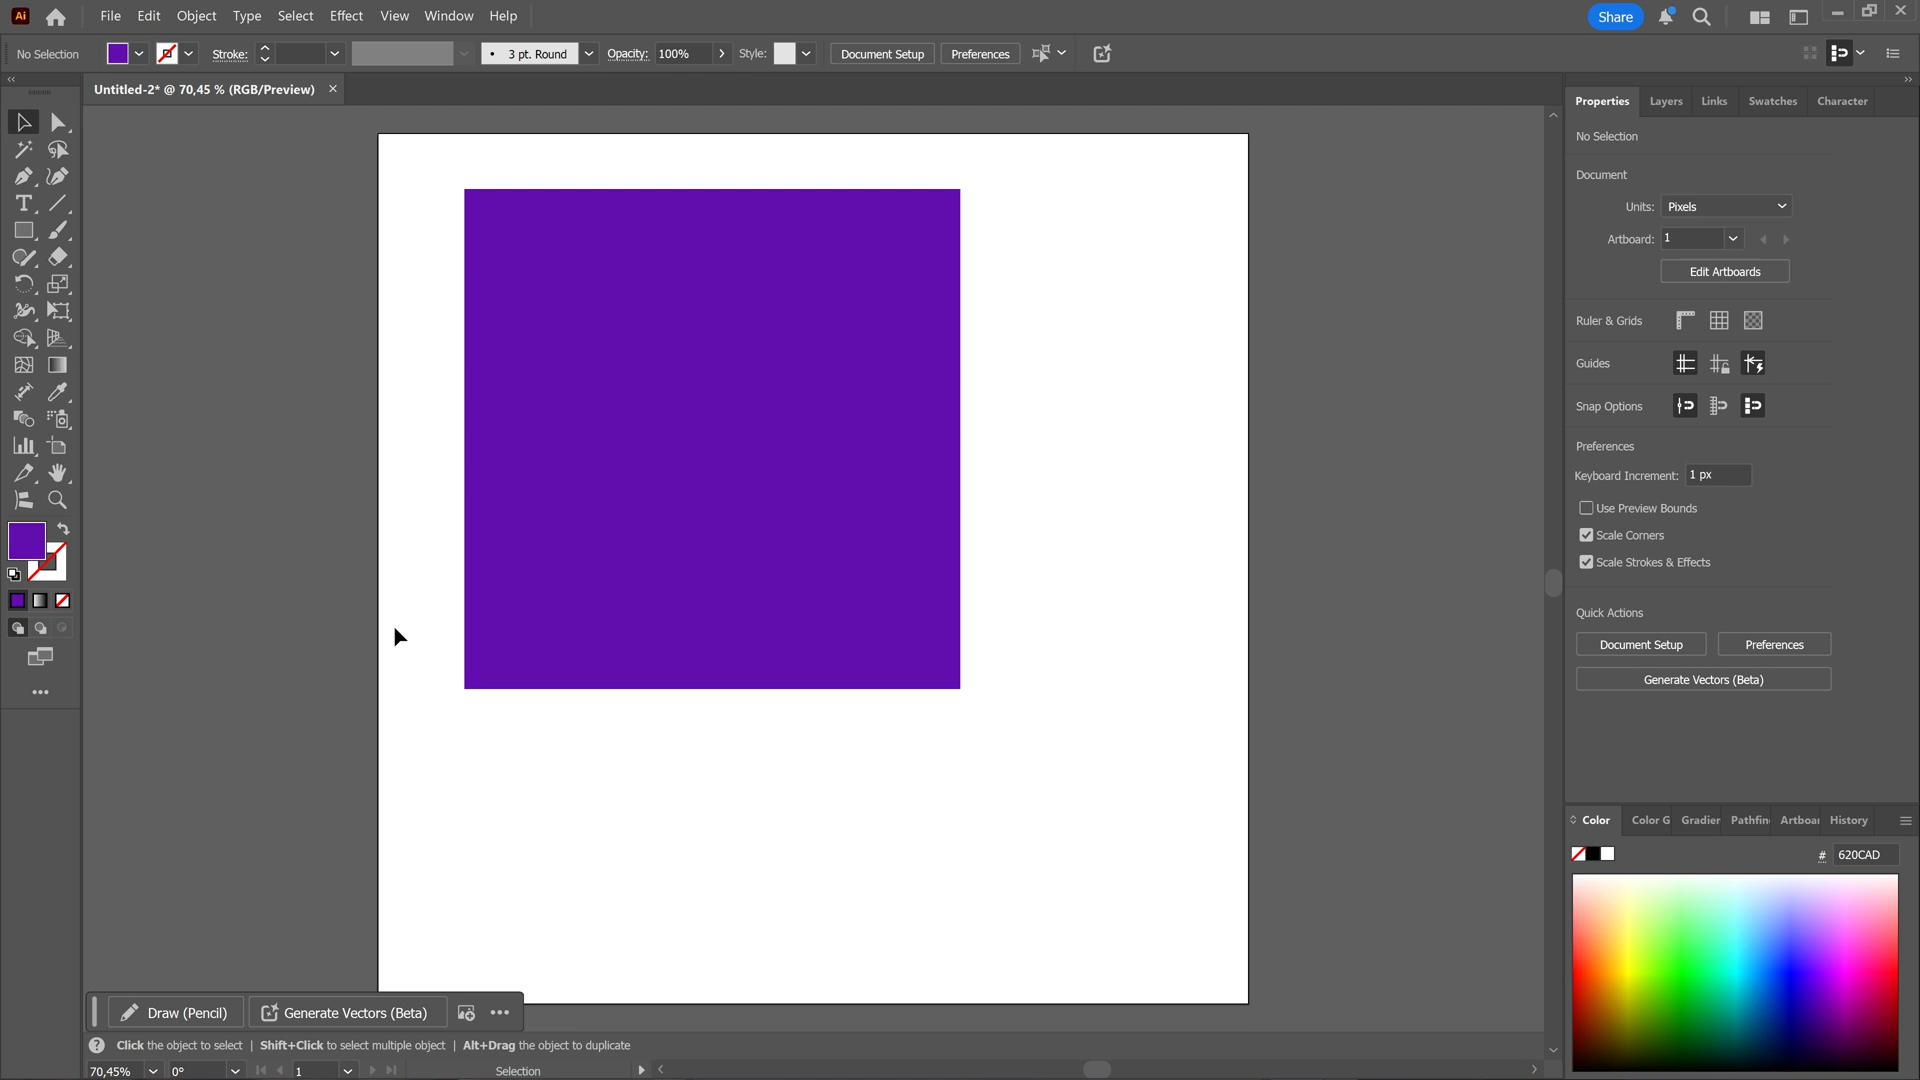 Ai File Edit Object Type Select Effect View Window Help Share
No Selection Stroke: 3 pt. Round Opacity: 100% Style: Document Setup Preferences
Untitled-2* @ 70,45 % (RGB/Preview)
Properties Layers Links Swatches Character
No Selection
Document
Units: Pixels
Artboard: 1
Edit Artboards
Ruler & Grids
Guides
Snap Options
Preferences
Keyboard Increment: 1 px
Use Preview Bounds
Scale Corners
Scale Strokes & Effects
Quick Actions
Document Setup Preferences
Generate Vectors (Beta)
Color Color G Gradien Pathfin Artboar History
# 620CAD
Draw (Pencil) Generate Vectors (Beta)
Click the object to select | Shift+Click to select multiple object | Alt+Drag the object to duplicate
70,45% 0° 1 Selection